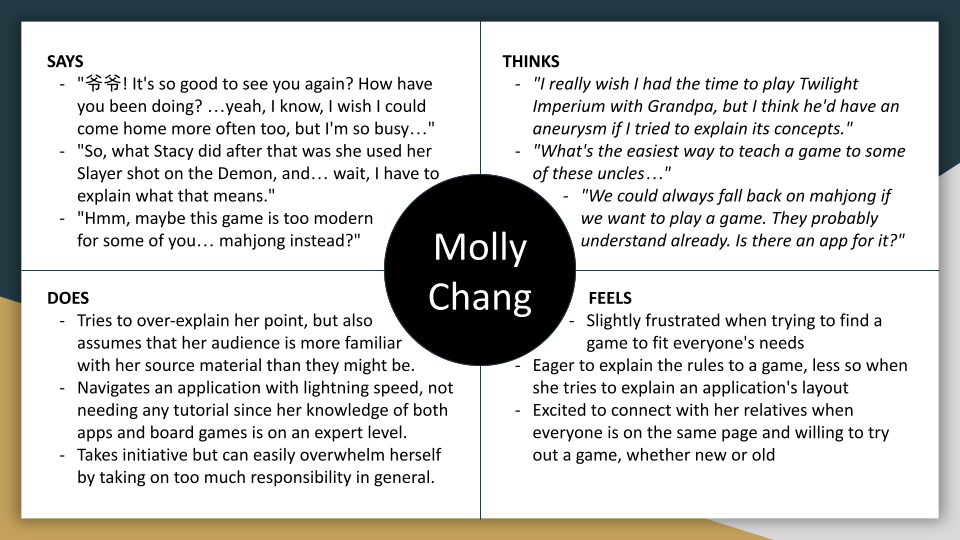 SAYS
- "爷爷! It's so good to see you again? How have
you been doing? …yeah, I know, I wish I could
come home more often too, but I'm so busy…"
- "So, what Stacy did after that was she used her
Slayer shot on the Demon, and… wait, I have to
explain what that means."
- "Hmm, maybe this game is too modern
for some of you… mahjong instead?"
THINKS
- "I really wish I had the time to play Twilight
Imperium with Grandpa, but I think he'd have an
aneurysm if I tried to explain its concepts."
- "What's the easiest way to teach a game to some
of these uncles…"
- "We could always fall back on mahjong if
we want to play a game. They probably
understand already. Is there an app for it?"
Molly
Chang
DOES
- Tries to over-explain her point, but also
assumes that her audience is more familiar
with her source material than they might be.
- Navigates an application with lightning speed, not
needing any tutorial since her knowledge of both
apps and board games is on an expert level.
- Takes initiative but can easily overwhelm herself
by taking on too much responsibility in general.
FEELS
- Slightly frustrated when trying to find a
game to fit everyone's needs
- Eager to explain the rules to a game, less so when
she tries to explain an application's layout
- Excited to connect with her relatives when
everyone is on the same page and willing to try
out a game, whether new or old